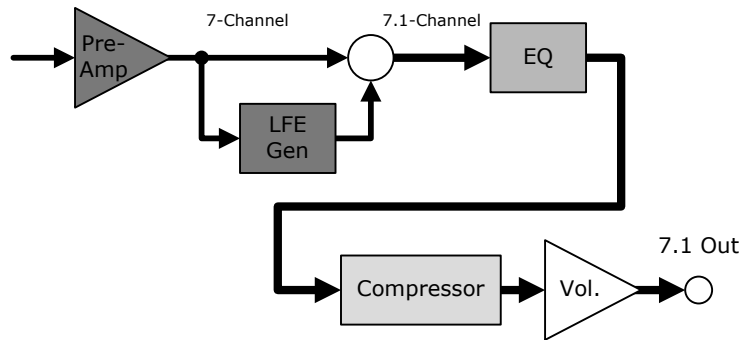 7-Channel
7.1-Channel
Pre-
Amp
EQ
LFE
Gen
7.1 Out
Compressor
Vol.